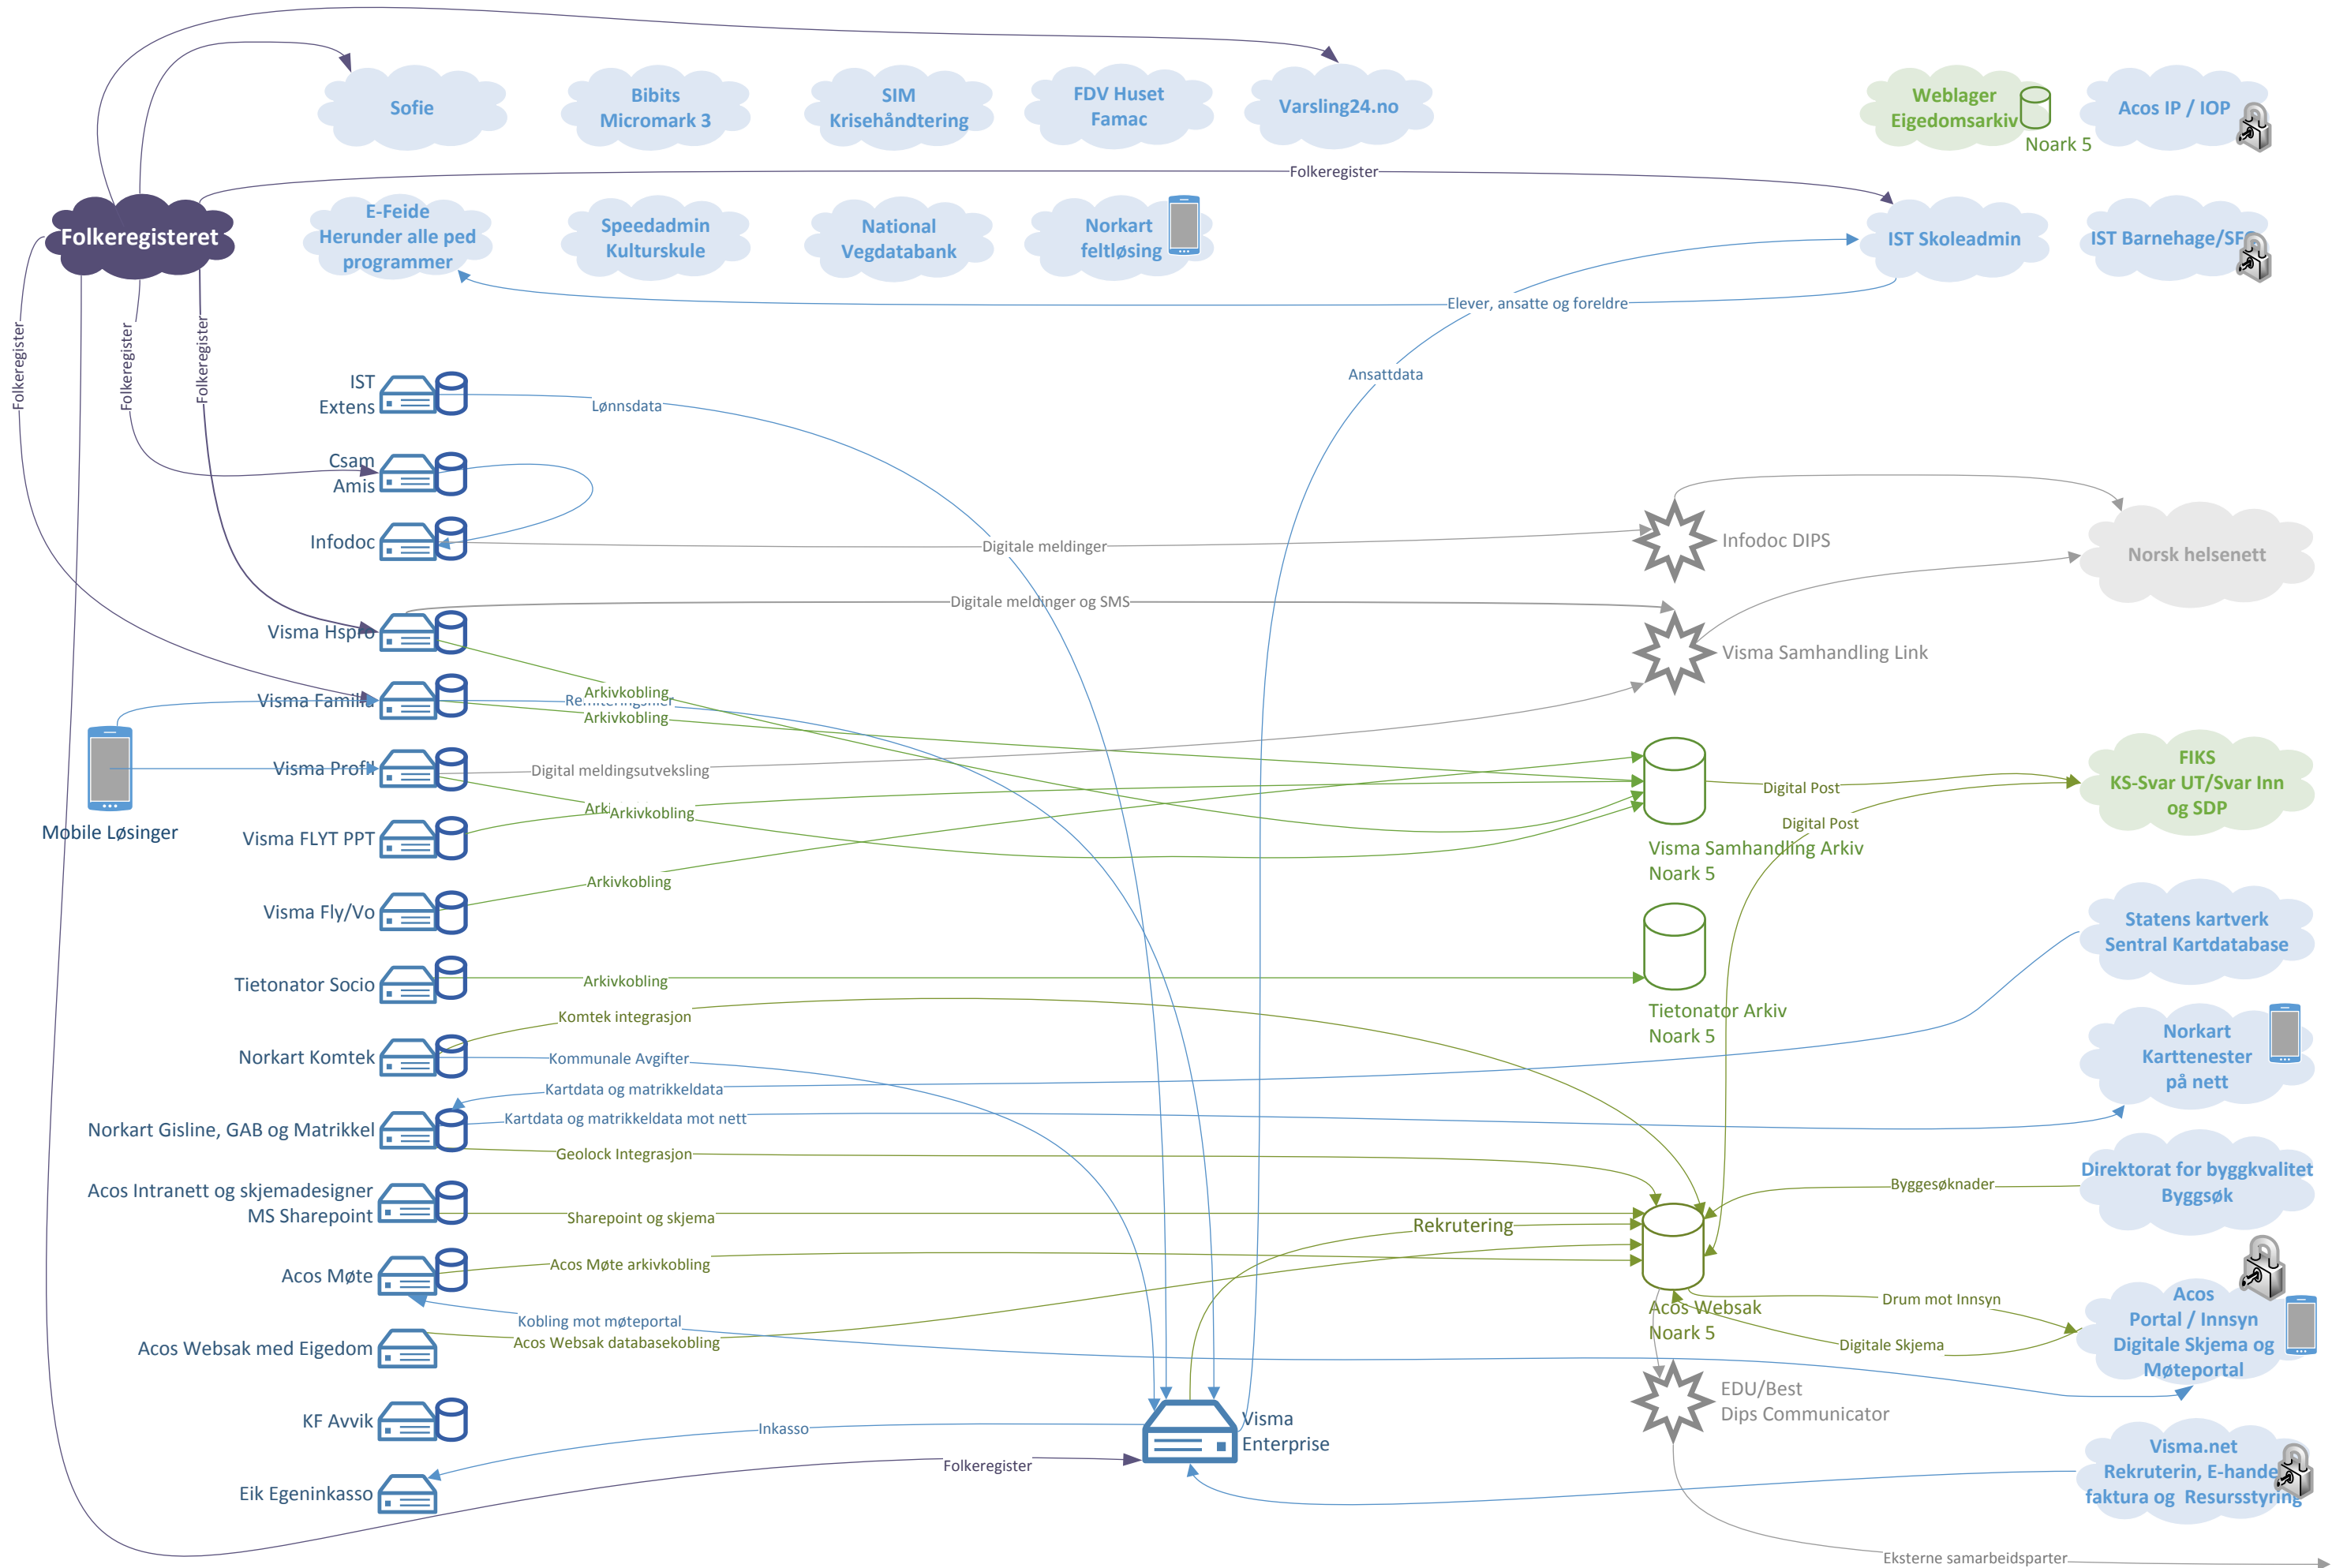 Sofie
Bibits
Micromark 3
SIM
Krisehåndtering
FDV Huset
Famac
Varsling24.no
Weblager
Eigedomsarkiv
Noark 5
Acos IP / IOP
Folkeregister
Folkeregisteret
E-Feide
Herunder alle ped
programmer
Speedadmin
Kulturskule
National
Vegdatabank
Norkart
feltløsing
IST Skoleadmin
IST Barnehage/SFO
Elever, ansatte og foreldre
Folkeregister
Folkeregister
Folkeregister
Ansattdata
IST
Extens
Lønnsdata
Csam
Amis
Infodoc
Digitale meldinger
Infodoc DIPS
Norsk helsenett
Visma Hspro
Digitale meldinger og SMS
Visma Samhandling Link
Visma Familia
Arkivkobling
Remitteringsfiler
Arkivkobling
Mobile Løsinger
Visma Profil
Digital meldingsutveksling
Digital Post
FIKS
KS-Svar UT/Svar Inn
og SDP
Arki
Arkivkobling
Digital Post
Visma FLYT PPT
Visma Samhandling Arkiv
Noark 5
Arkivkobling
Visma Fly/Vo
Statens kartverk
Sentral Kartdatabase
Tietonator Socio
Arkivkobling
Tietonator Arkiv
Noark 5
Komtek integrasjon
Norkart Komtek
Kommunale Avgifter
Norkart
Karttenester
på nett
Kartdata og matrikkeldata
Kartdata og matrikkeldata mot nett
Norkart Gisline, GAB og Matrikkel
Geolock Integrasjon
Direktorat for byggkvalitet
Byggsøk
Byggesøknader
Acos Intranett og skjemadesigner
MS Sharepoint
Sharepoint og skjema
Rekrutering
Acos Møte
Acos Møte arkivkobling
Acos Websak
Noark 5
Drum mot Innsyn
Digitale Skjema
Acos
Portal / Innsyn
Digitale Skjema og
Møteportal
Kobling mot møteportal
Acos Websak databasekobling
Acos Websak med Eigedom
EDU/Best
Dips Communicator
KF Avvik
Inkasso
Visma
Enterprise
Visma.net
Rekruterin, E-handel
faktura og Resursstyring
Folkeregister
Eik Egeninkasso
Eksterne samarbeidsparter